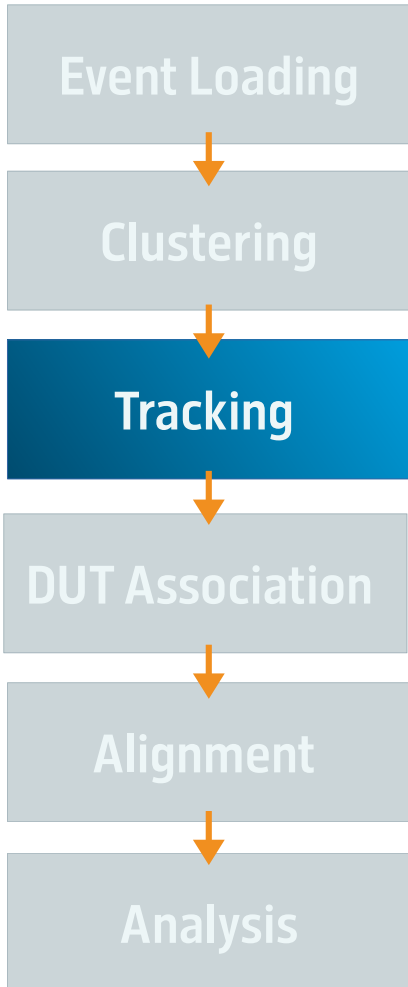 Event Loading
Clustering
Tracking
DUT Association
Alignment
Analysis